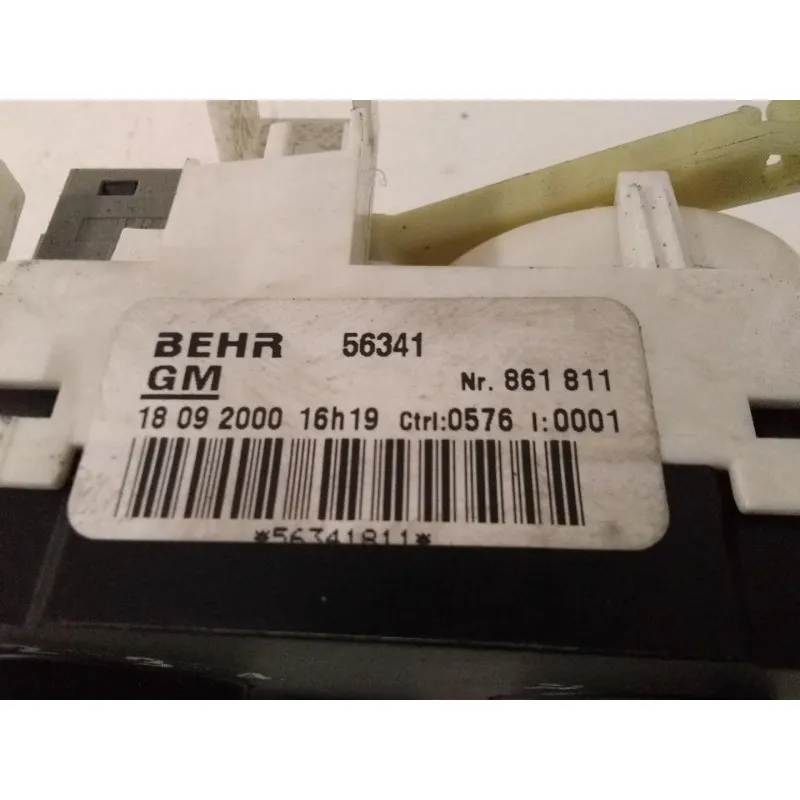 BEHR 56341
GM Nr. 861 811
18 09 2000 16h19 Ctrl:0576 I:0001
*56341811*